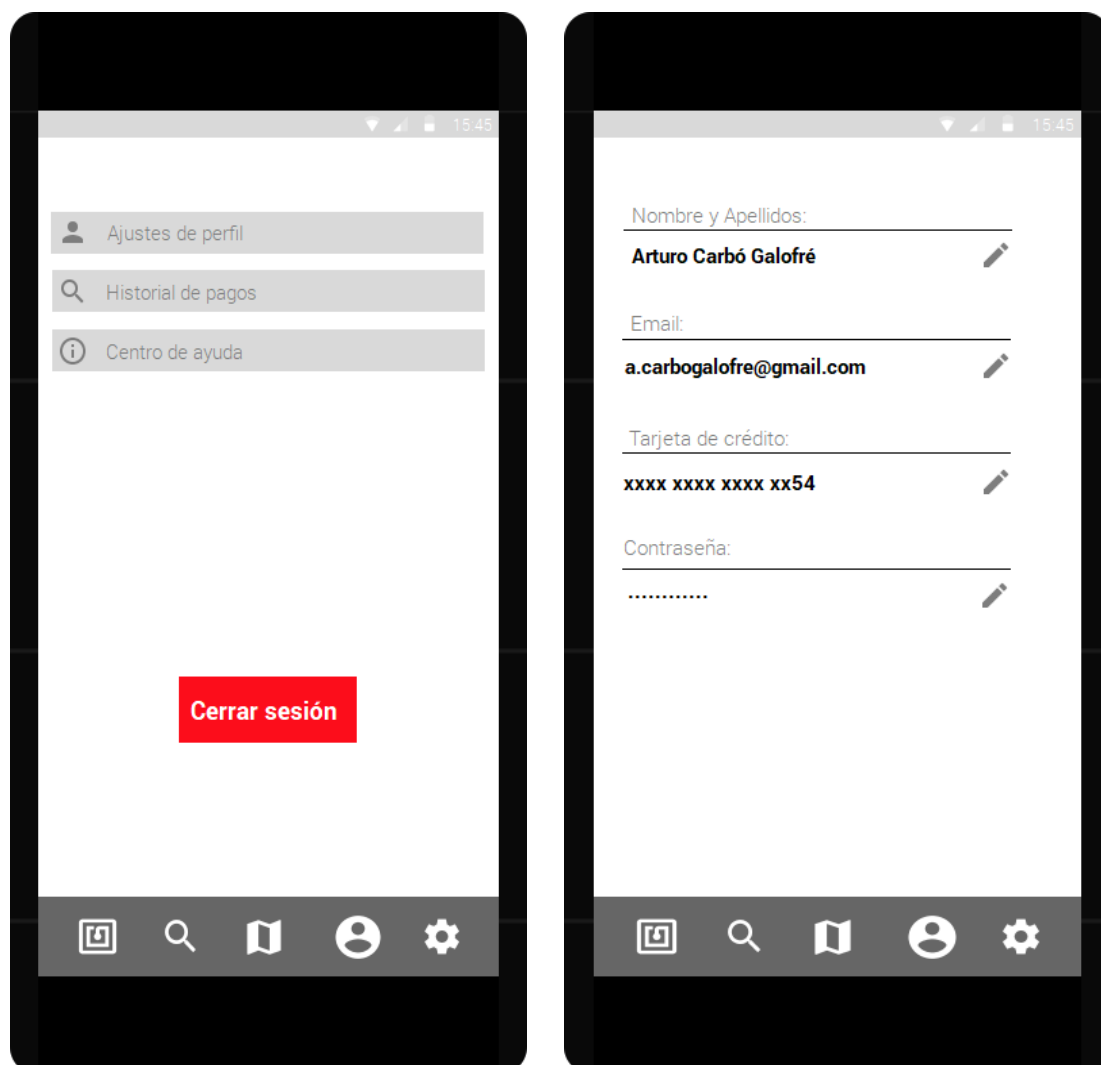 15:45
Ajustes de perfil
Historial de pagos
Centro de ayuda
Cerrar sesión
15:45
Nombre y Apellidos:
Arturo Carbó Galofré
Email:
a.carbogalofre@gmail.com
Tarjeta de crédito:
xxxx xxxx xxxx xx54
Contraseña:
............